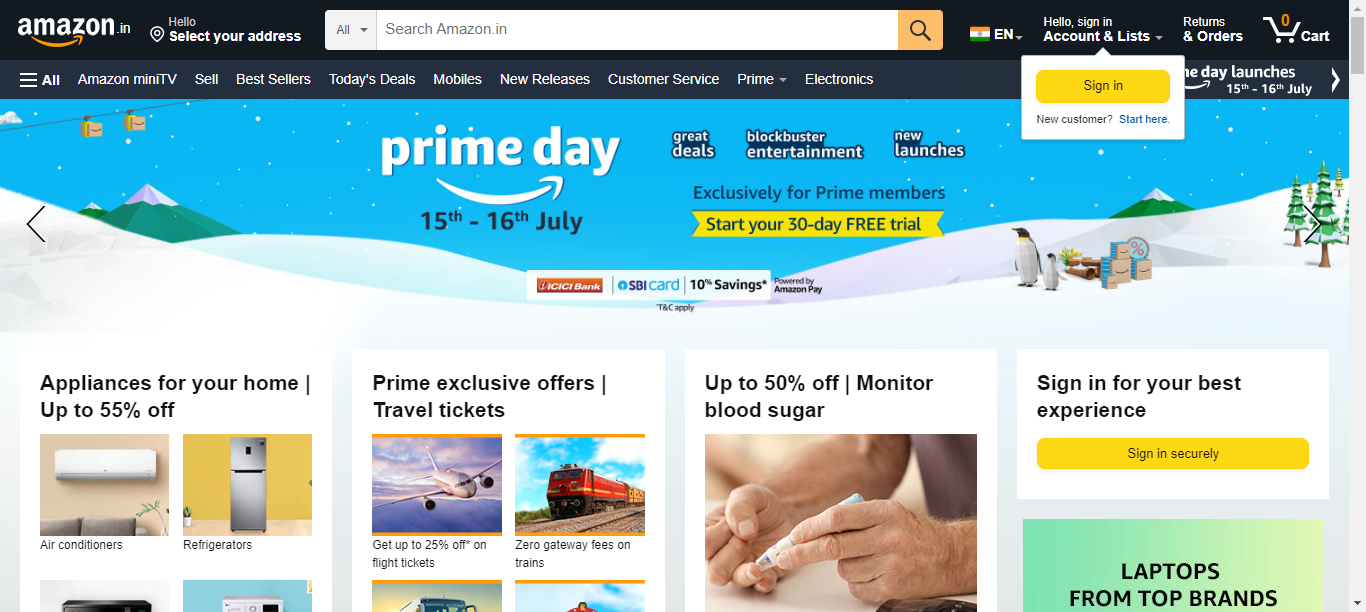 amazon.in
Hello
Select your address
All
Search Amazon.in
EN
Hello, sign in
Account & Lists
Returns
& Orders
0
Cart
All
Amazon miniTV
Sell
Best Sellers
Today's Deals
Mobiles
New Releases
Customer Service
Prime
Electronics
day launches
15th - 16th July
Sign in
New customer? Start here.
prime day
15th - 16th July
great
deals
blockbuster
entertainment
new
launches
Exclusively for Prime members
Start your 30-day FREE trial
ICICI Bank
SBI card
10% Savings*
Powered by
Amazon Pay
*T&C apply
%
Appliances for your home |
Up to 55% off
Air conditioners
Refrigerators
Prime exclusive offers |
Travel tickets
Get up to 25% off* on
flight tickets
Zero gateway fees on
trains
Up to 50% off | Monitor
blood sugar
Sign in for your best
experience
Sign in securely
LAPTOPS
FROM TOP BRANDS